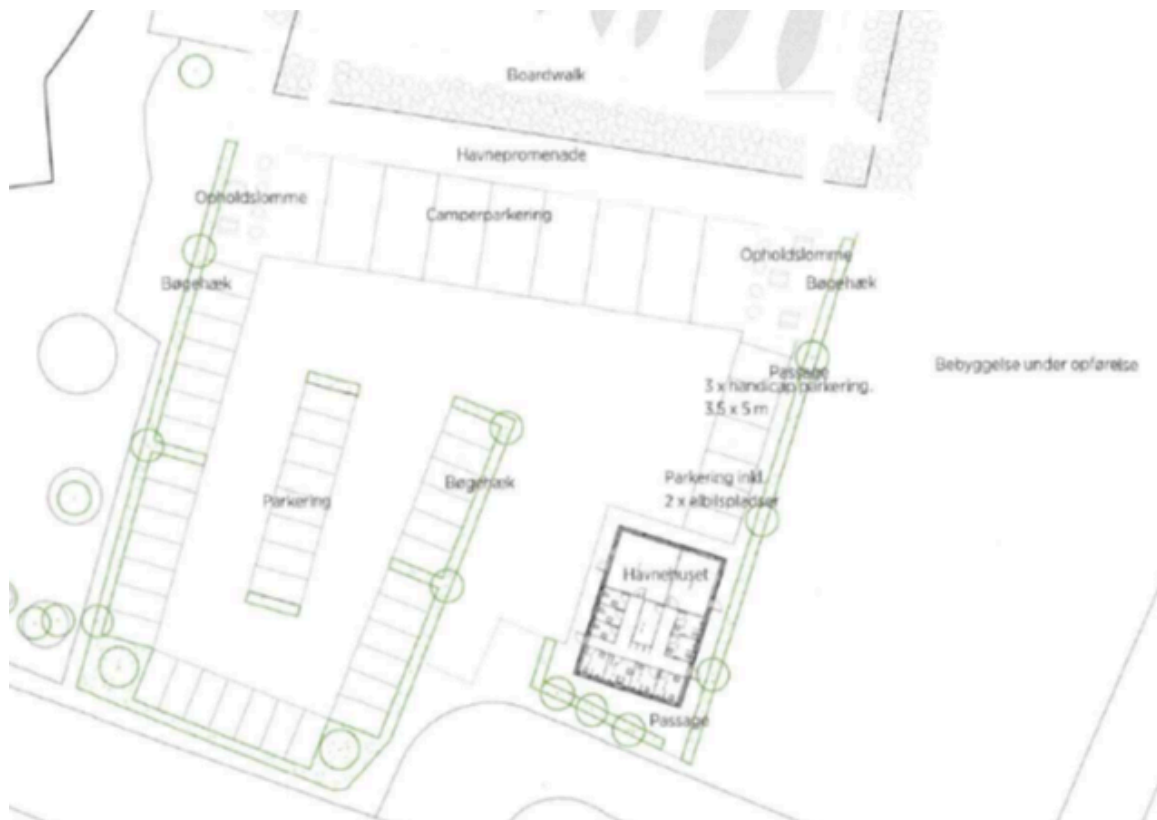 Boardwalk
Havnepromenade
Opholdslomme
Camperparkering
Opholdslomme
Bøgehæk
Bøgehæk
Bebyggelse under opførelse
Passage
3 x handicap parkering.
3,5 x 5 m
Parkering inkl.
2 x elbilspladser
Bøgehæk
Parkering
Havnehuset
Passage